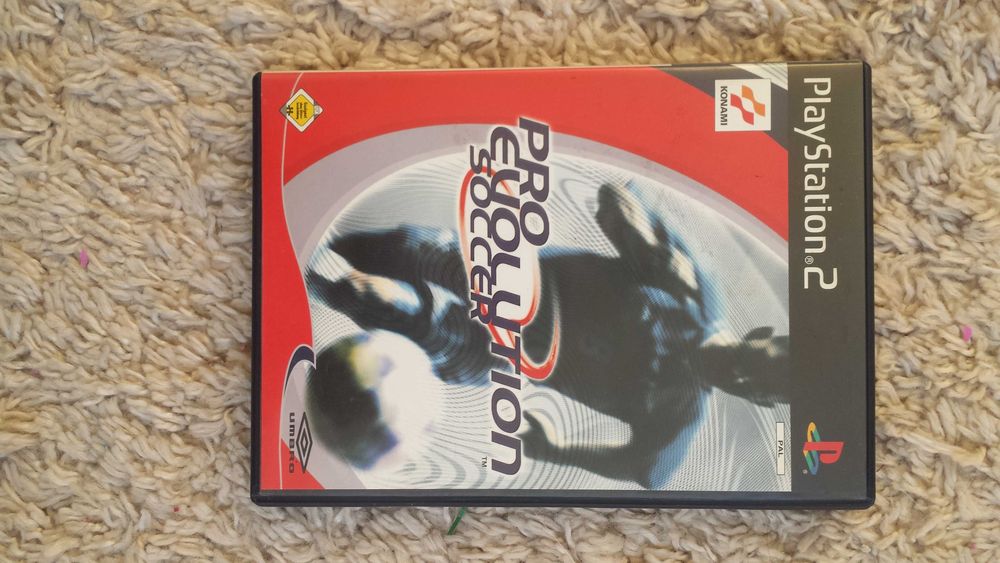 PlayStation®2
PAL
KONAMI
PRO
EVOLUTION
SOCCER
TM
umbro